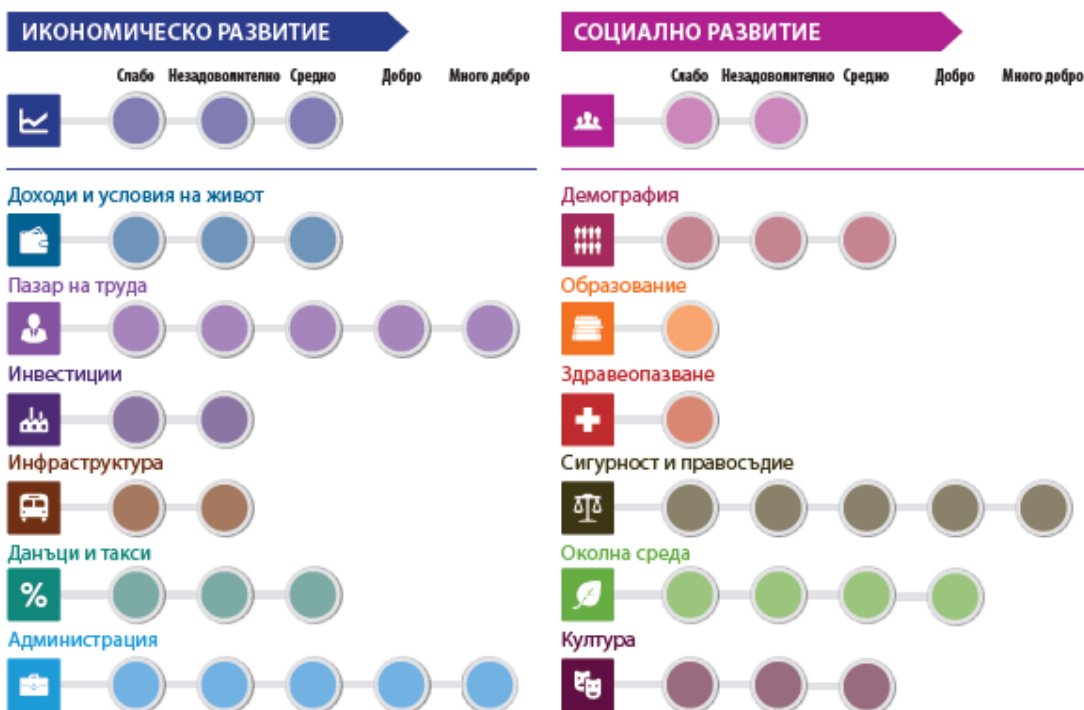 ИКОНОМИЧЕСКО РАЗВИТИЕ
Слабо Незадоволително Средно Добро Много добро
Доходи и условия на живот
Пазар на труда
Инвестиции
Инфраструктура
Данъци и такси
%
Администрация
СОЦИАЛНО РАЗВИТИЕ
Слабо Незадоволително Средно Добро Много добро
Демография
Образование
Здравеопазване
Сигурност и правосъдие
Околна среда
Култура